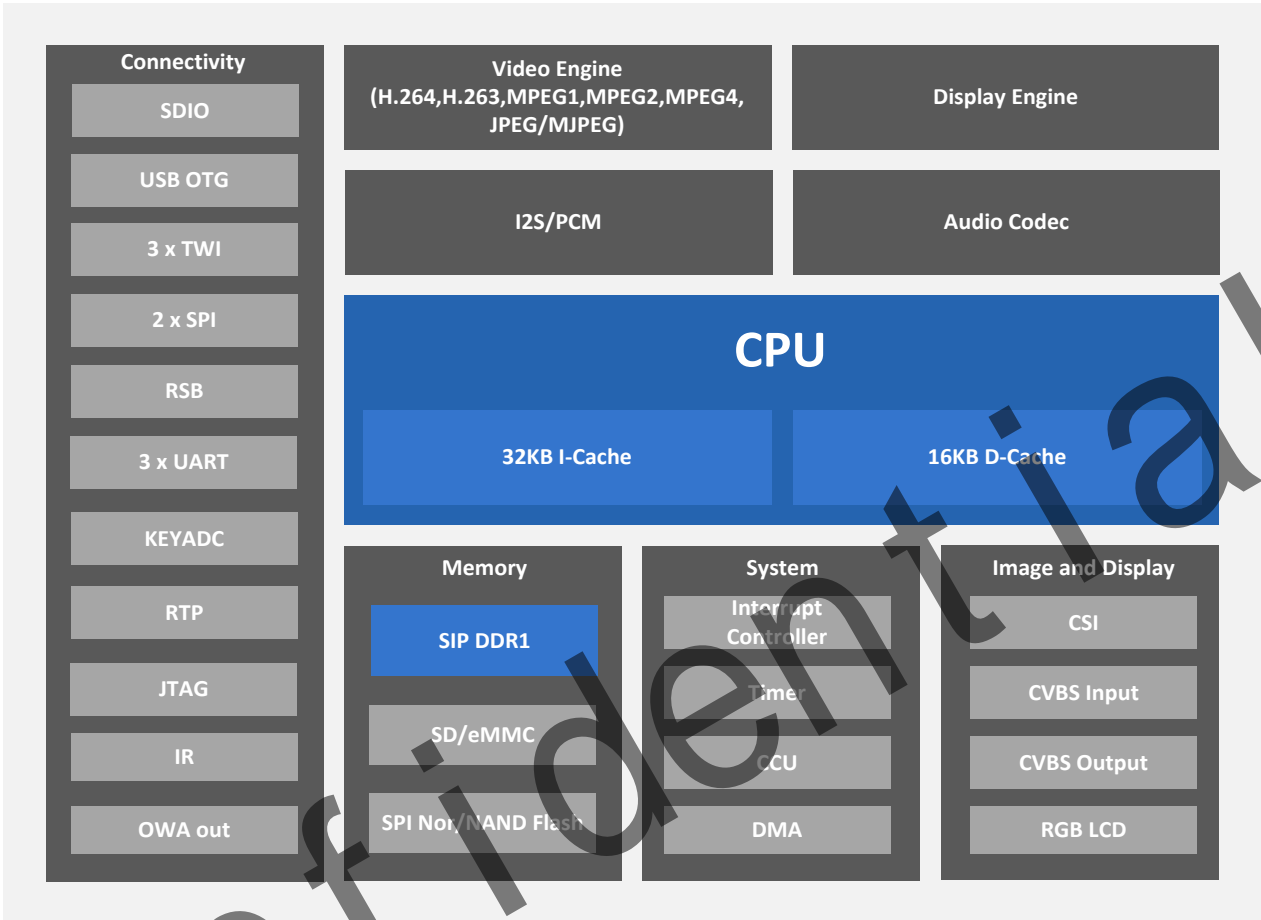 Connectivity
SDIO
USB OTG
3 x TWI
2 x SPI
RSB
3 x UART
KEYADC
RTP
JTAG
IR
OWA out
Video Engine
(H.264,H.263,MPEG1,MPEG2,MPEG4,
JPEG/MJPEG)
Display Engine
I2S/PCM
Audio Codec
CPU
32KB I-Cache
16KB D-Cache
Memory
SIP DDR1
SD/eMMC
SPI Nor/NAND Flash
System
Interrupt
Controller
Timer
CCU
DMA
Image and Display
CSI
CVBS Input
CVBS Output
RGB LCD
fidential